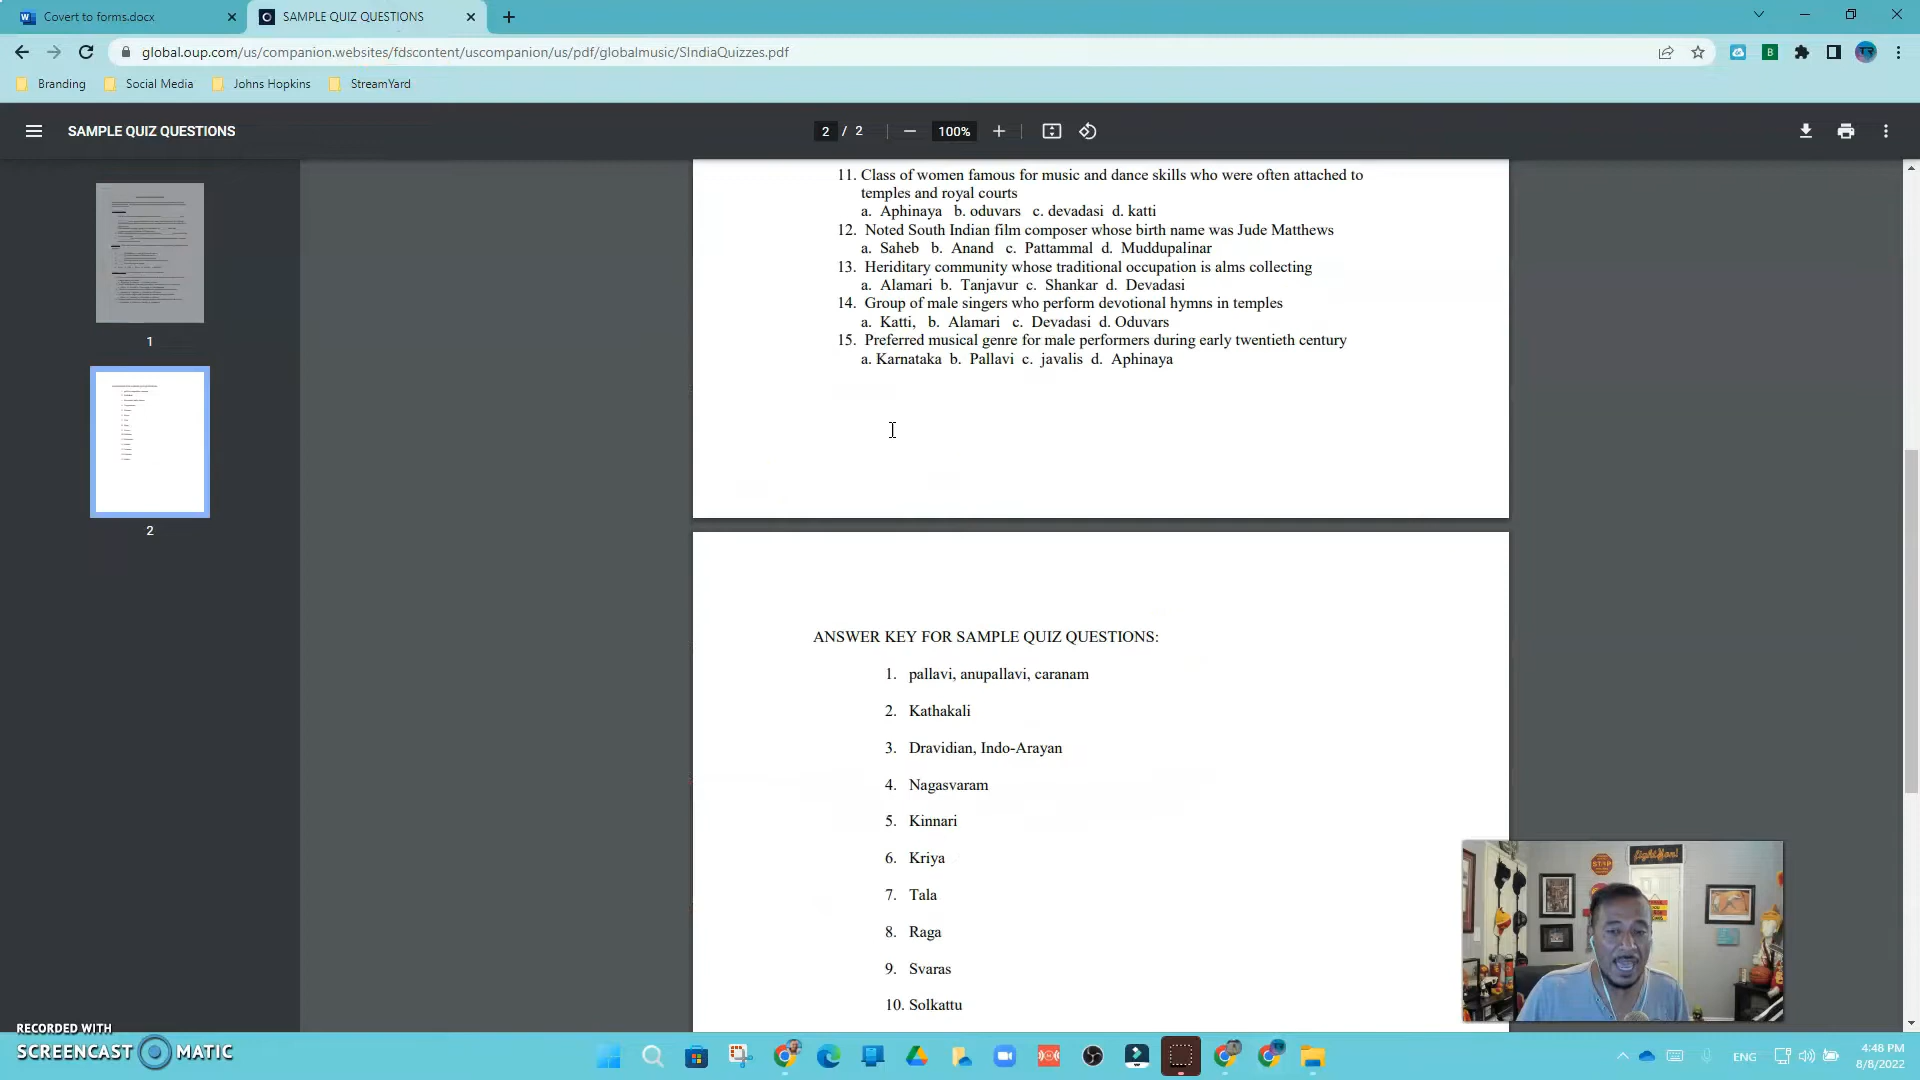 Covert to forms.docx
SAMPLE QUIZ QUESTIONS
global.oup.com/us/companion.websites/fdscontent/uscompanion/us/pdf/globalmusic/SIndiaQuizzes.pdf
Branding
Social Media
Johns Hopkins
StreamYard
SAMPLE QUIZ QUESTIONS
2 / 2
100%
1
2
11. Class of women famous for music and dance skills who were often attached to
temples and royal courts
a. Aphinaya b. oduvars c. devadasi d. katti
12. Noted South Indian film composer whose birth name was Jude Matthews
a. Saheb b. Anand c. Pattammal d. Muddupalinar
13. Heriditary community whose traditional occupation is alms collecting
a. Alamari b. Tanjavur c. Shankar d. Devadasi
14. Group of male singers who perform devotional hymns in temples
a. Katti, b. Alamari c. Devadasi d. Oduvars
15. Preferred musical genre for male performers during early twentieth century
a. Karnataka b. Pallavi c. javalis d. Aphinaya
ANSWER KEY FOR SAMPLE QUIZ QUESTIONS:
1. pallavi, anupallavi, caranam
2. Kathakali
3. Dravidian, Indo-Arayan
4. Nagasvaram
5. Kinnari
6. Kriya
7. Tala
8. Raga
9. Svaras
10. Solkattu
fight on!
STOP
RECORDED WITH
SCREENCAST MATIC
ENG
4:48 PM
8/8/2022